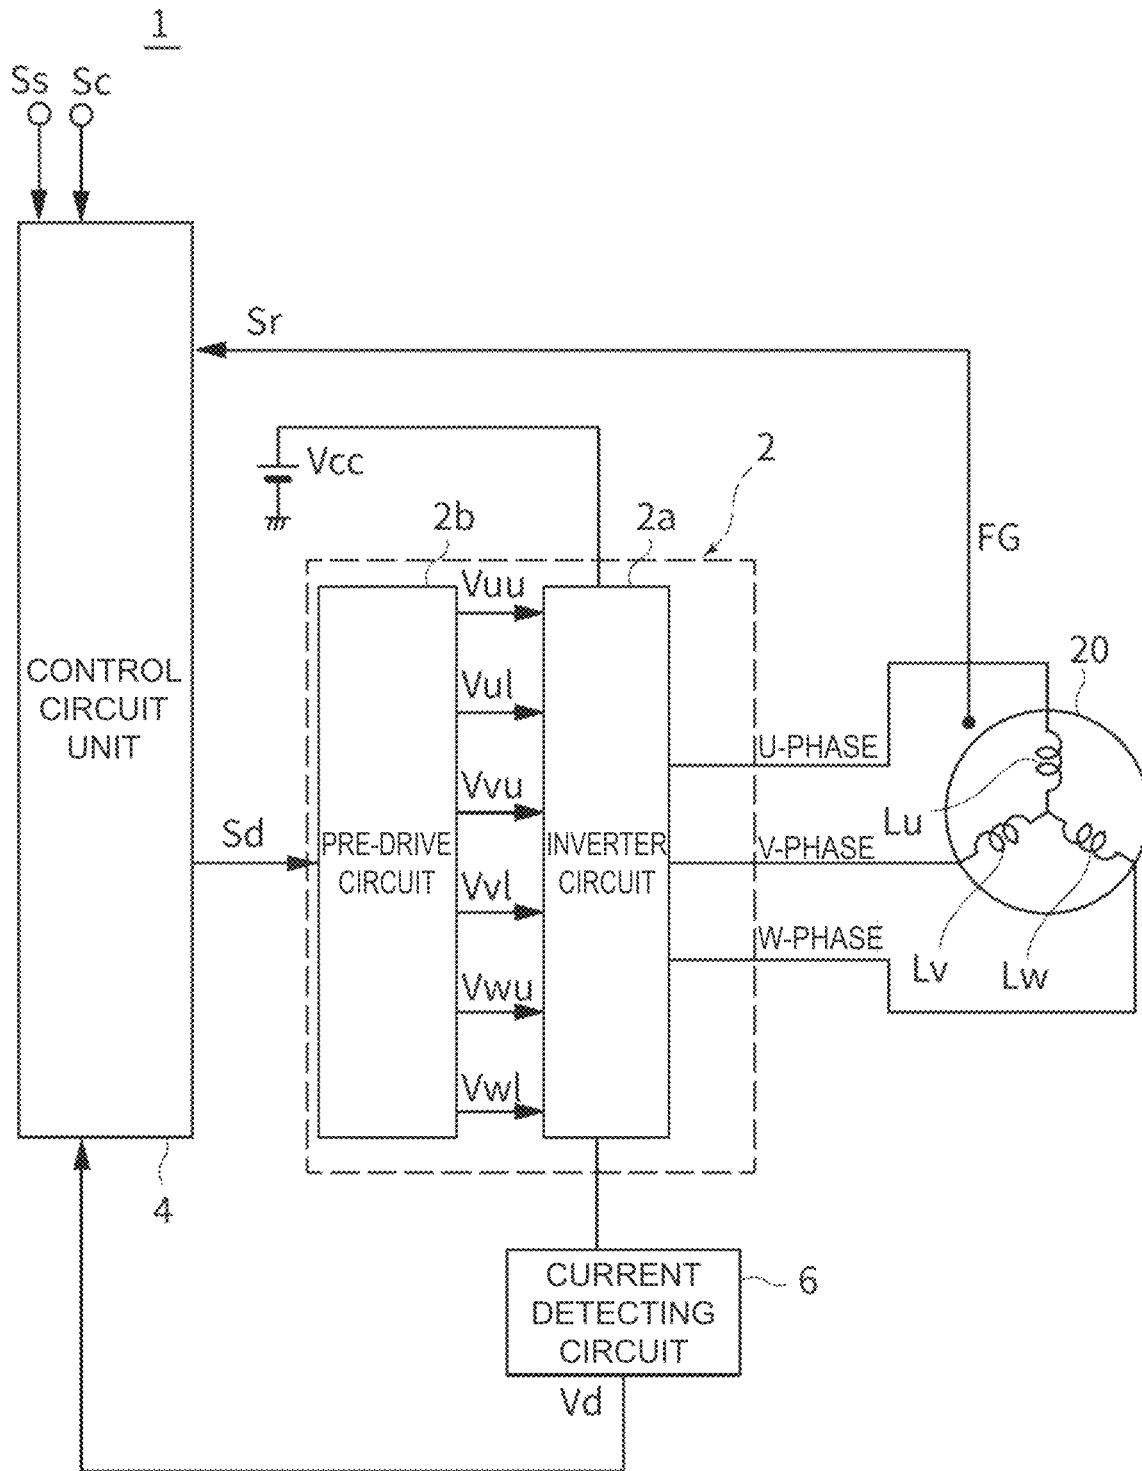 1
Ss Sc
Sr
Vcc
2
2b
2a
FG
Vuu
CONTROL
CIRCUIT
UNIT
Vul
20
U-PHASE
Vvu
Lu
Sd
PRE-DRIVE
CIRCUIT
INVERTER
CIRCUIT
V-PHASE
Vvl
W-PHASE
Lv
Lw
Vwu
Vwl
4
CURRENT
DETECTING
CIRCUIT
6
Vd